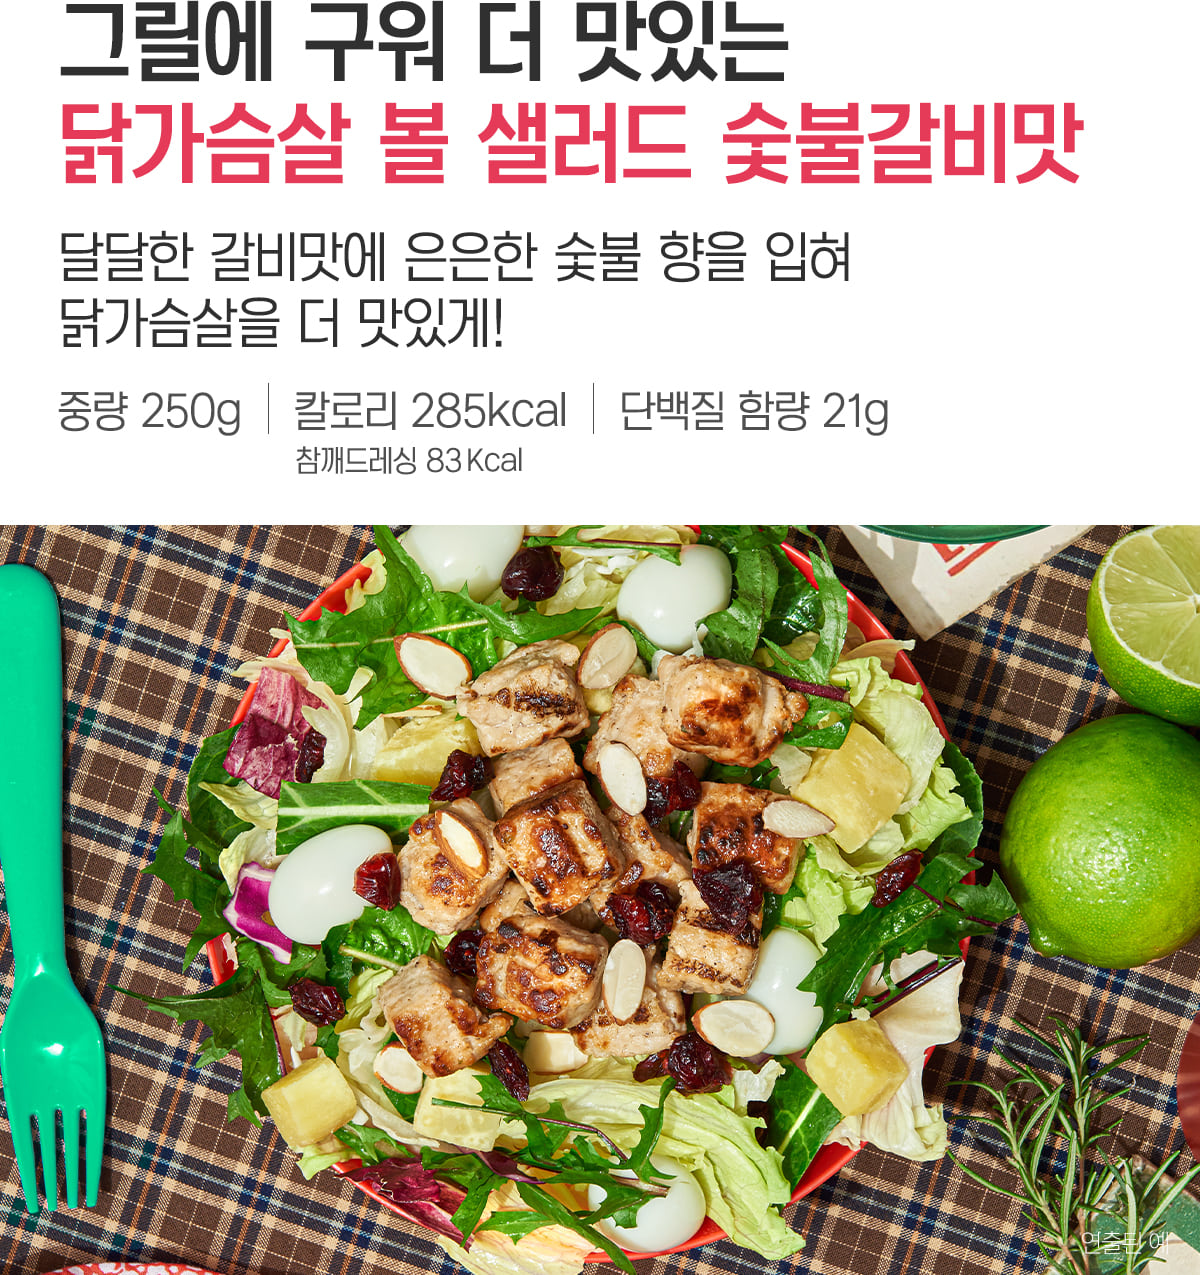 그릴에 구워 더 맛있는
닭가슴살 볼 샐러드 숯불갈비맛
달달한 갈비맛에 은은한 숯불 향을 입혀
닭가슴살을 더 맛있게!
중량 250g | 칼로리 285kcal | 단백질 함량 21g
참깨드레싱 83Kcal
연출된 예